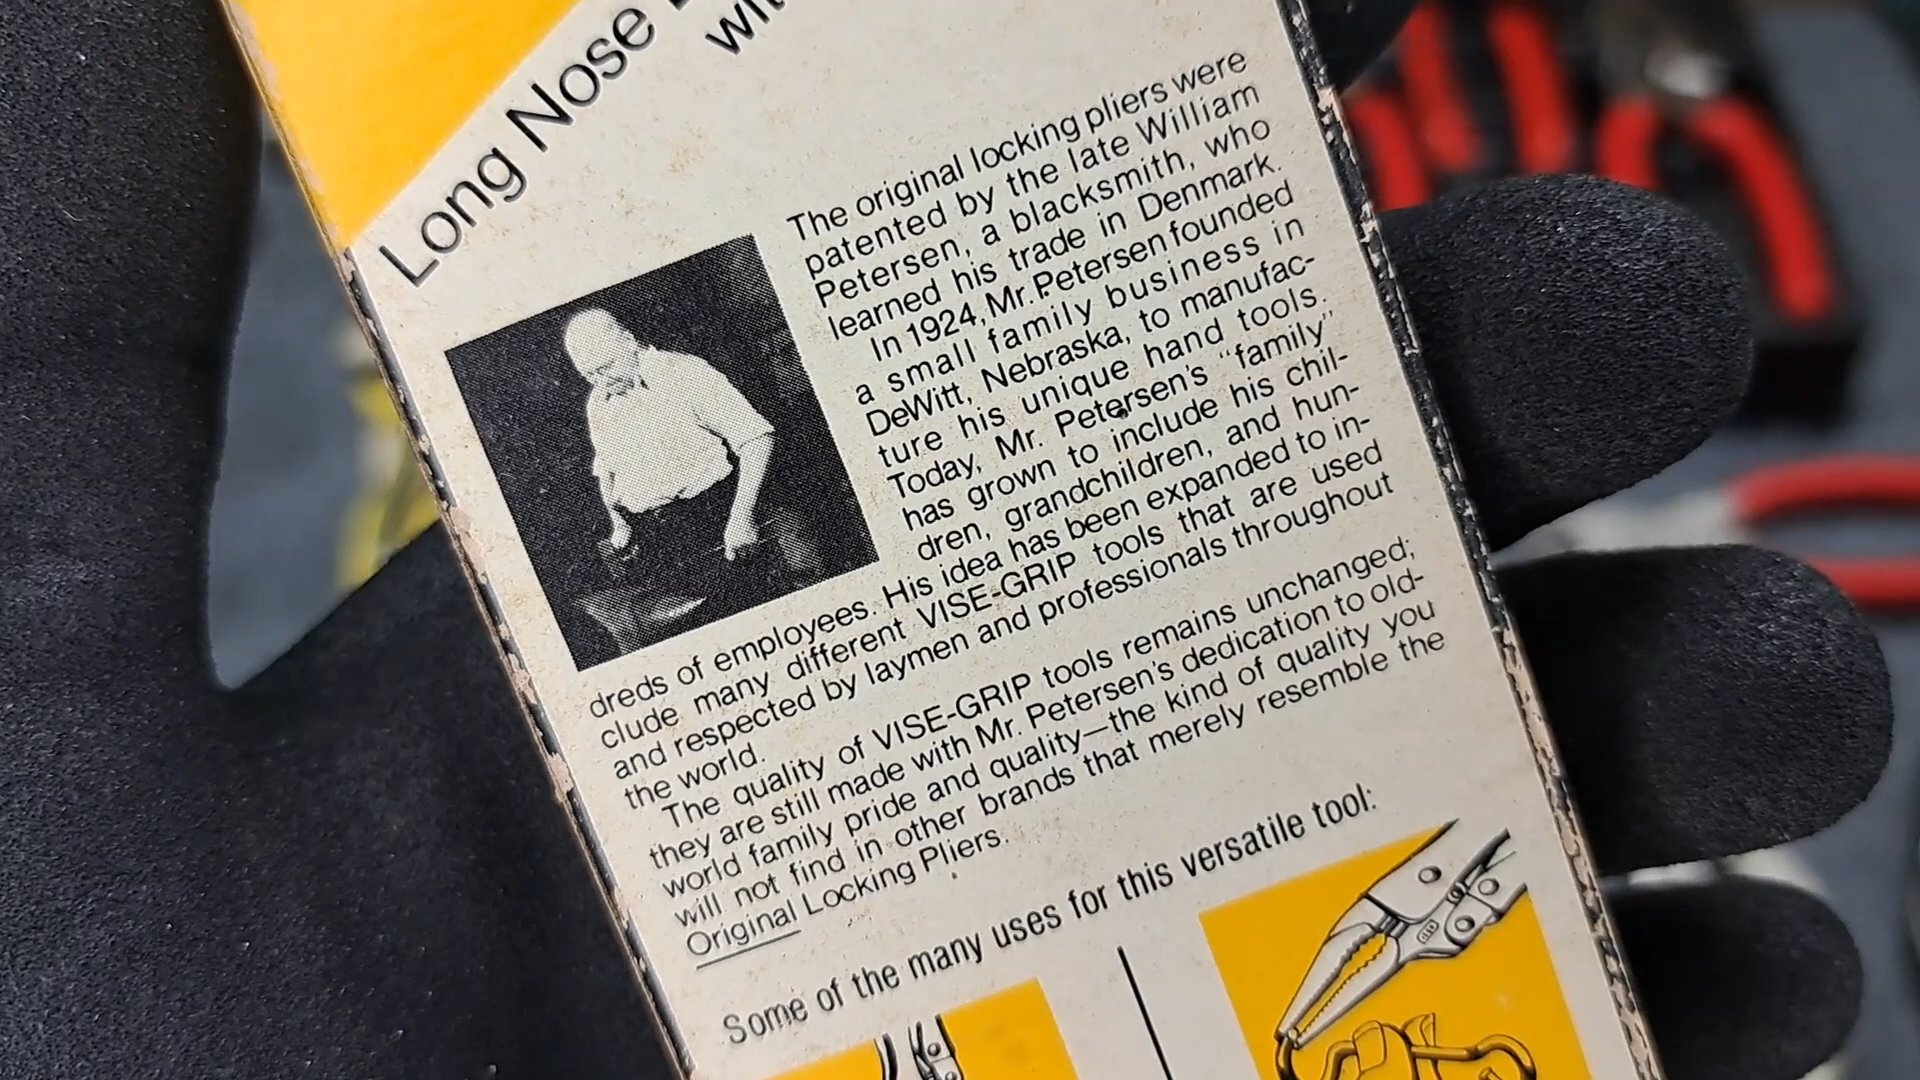 Long Nose
The original locking pliers were
patented by the late William
Petersen, a blacksmith, who
learned his trade in Denmark.
In 1924, Mr. Petersen founded
a small family business in
DeWitt, Nebraska, to manufac-
ture his unique hand tools.
Today, Mr. Petersen's "family"
has grown to include his chil-
dren, grandchildren, and hun-
dreds of employees. His idea has been expanded to in-
clude many different VISE-GRIP tools that are used
and respected by laymen and professionals throughout
the world.
The quality of VISE-GRIP tools remains unchanged;
they are still made with Mr. Petersen's dedication to old-
world family pride and quality—the kind of quality you
will not find in other brands that merely resemble the
Original Locking Pliers.
Some of the many uses for this versatile tool: